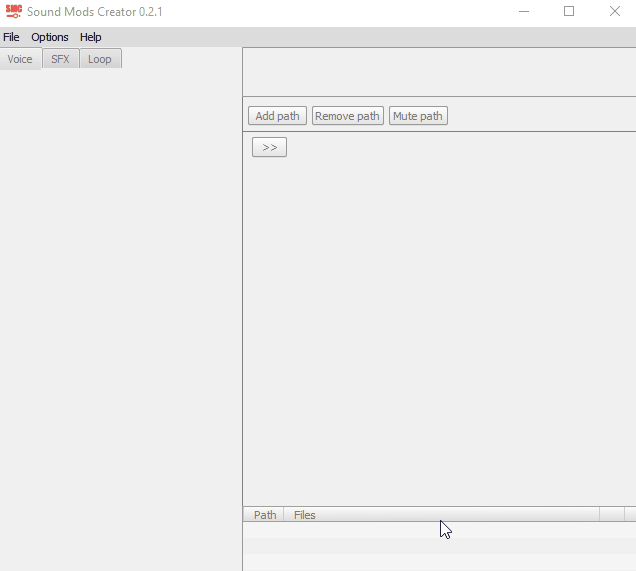 SMC Sound Mods Creator 0.2.1
File Options Help
Voice SFX Loop
Add path Remove path Mute path
>>
Path Files